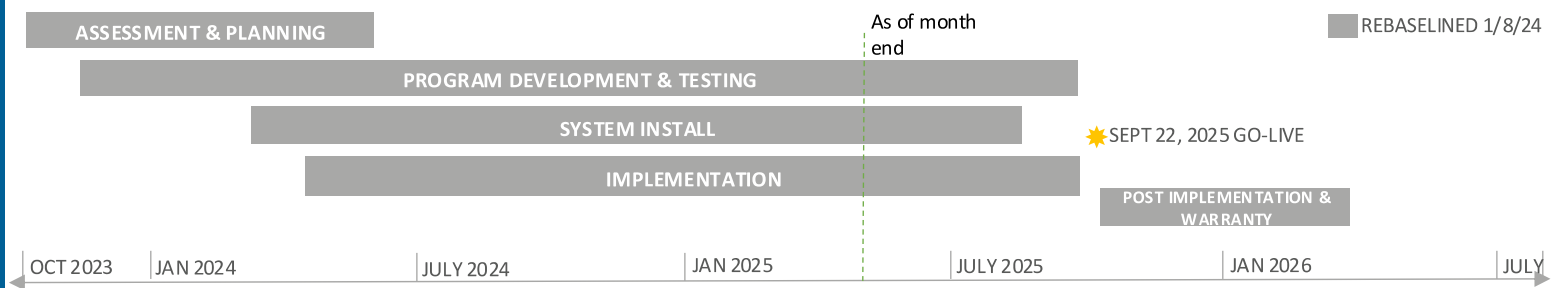 ASSESSMENT & PLANNING
As of month
end
REBASELINED 1/8/24
PROGRAM DEVELOPMENT & TESTING
SYSTEM INSTALL
SEPT 22, 2025 GO-LIVE
IMPLEMENTATION
POST IMPLEMENTATION &
WARRANTY
OCT 2023
JAN 2024
JULY 2024
JAN 2025
JULY 2025
JAN 2026
JULY